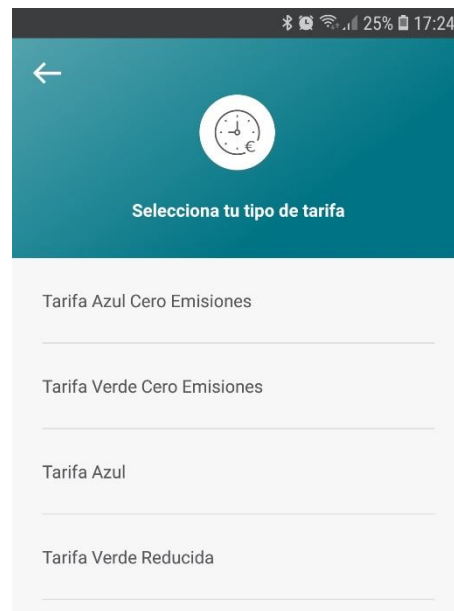 25% 17:24
€
Selecciona tu tipo de tarifa
Tarifa Azul Cero Emisiones
Tarifa Verde Cero Emisiones
Tarifa Azul
Tarifa Verde Reducida